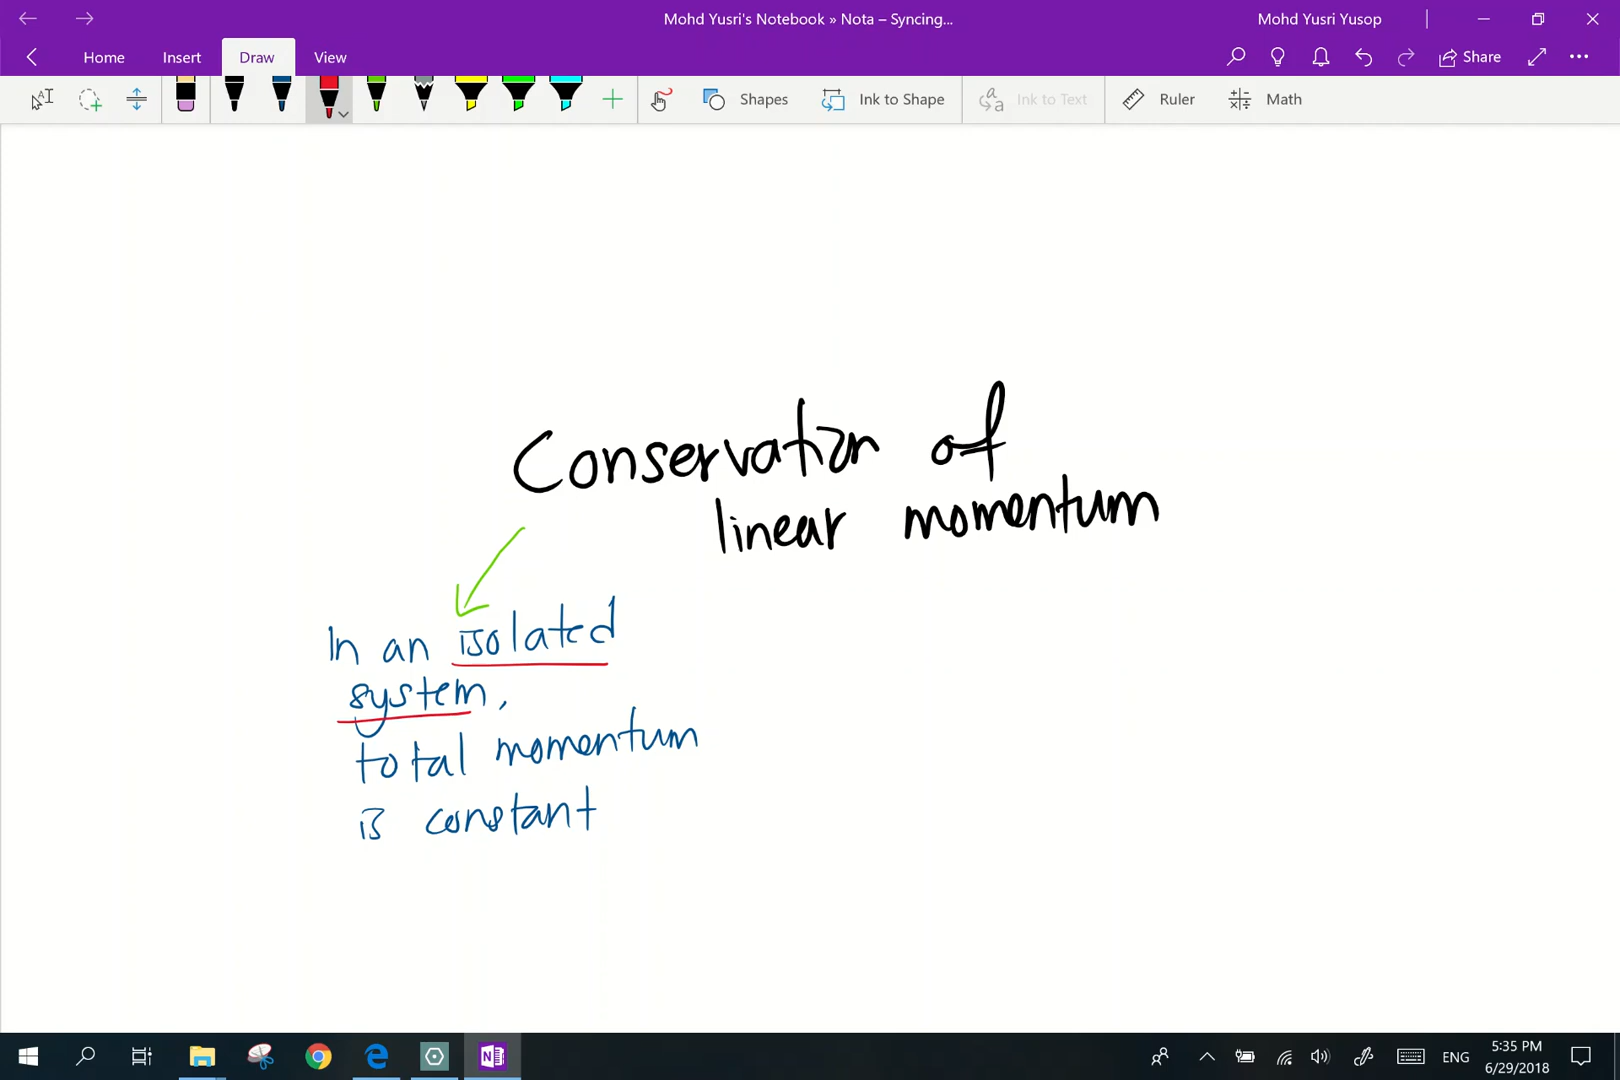 Mohd Yusri's Notebook » Nota – Syncing...
Mohd Yusri Yusop
Home Insert Draw View
Share
Shapes Ink to Shape Ink to Text Ruler Math
Conservation of
linear momentum
In an isolated
system,
total momentum
is constant
ENG
5:35 PM
6/29/2018